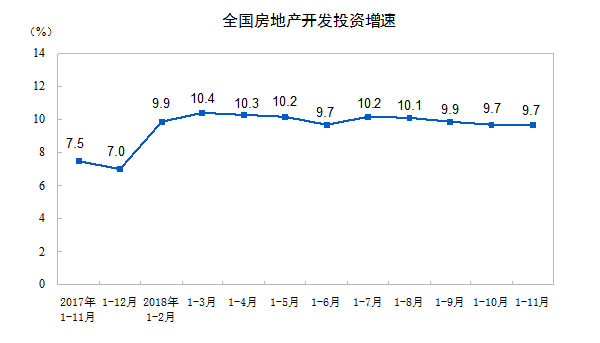 全国房地产开发投资增速
(%)
14
12
10
8
6
4
2
0
7.5
7.0
9.9
10.4
10.3
10.2
9.7
10.2
10.1
9.9
9.7
9.7
2017年
1-11月
1-12月
2018年
1-2月
1-3月
1-4月
1-5月
1-6月
1-7月
1-8月
1-9月
1-10月
1-11月